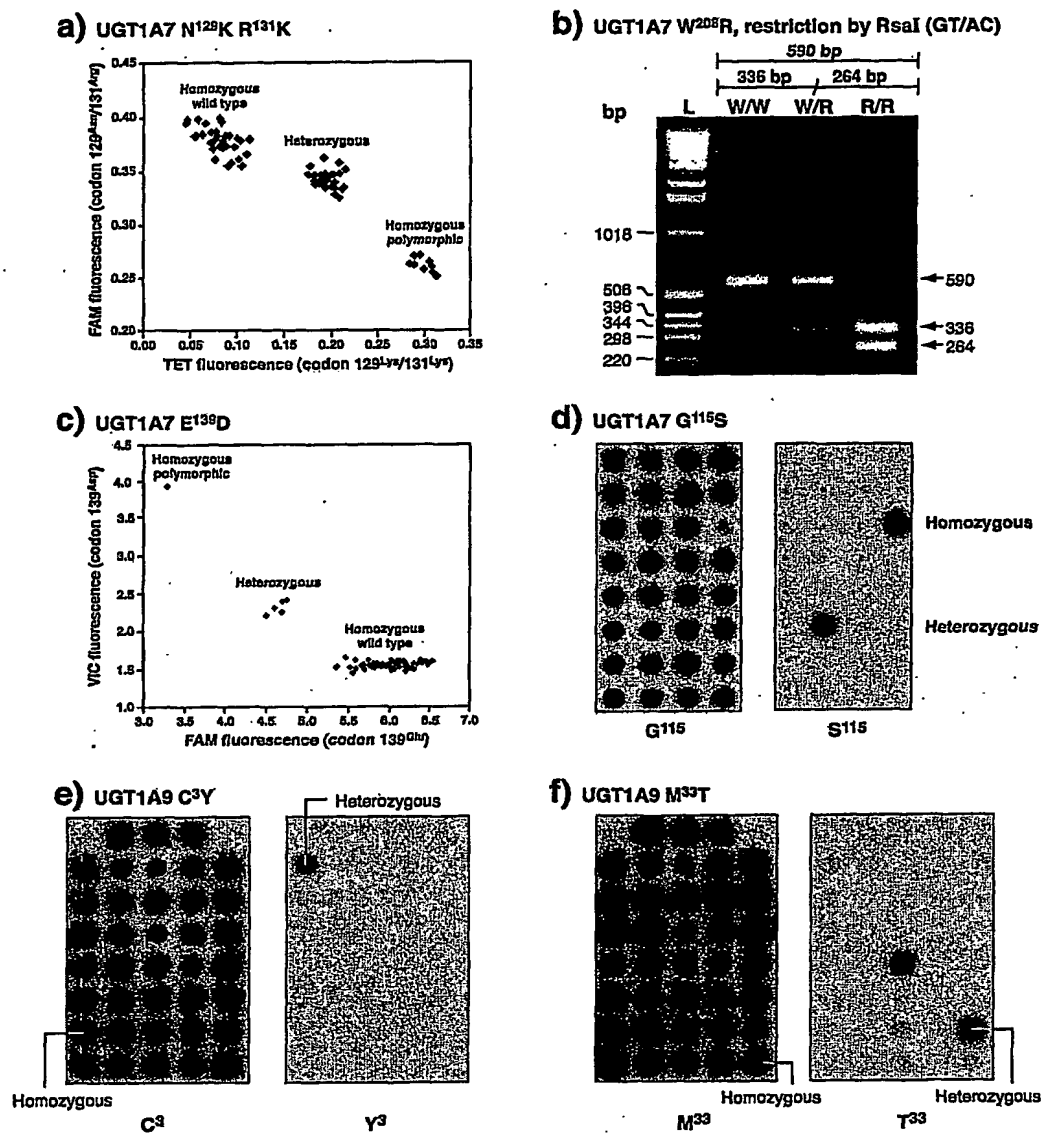 a) UGT1A7 N¹²⁹K R¹³¹K
FAM fluorescence (codon 129ᴬˢⁿ/131ᴬʳᵍ)
0.45
0.40
0.35
0.30
0.25
0.20
Homozygous
wild type
Heterozygous
Homozygous
polymorphic
0.00 0.05 0.10 0.15 0.20 0.25 0.30 0.35
TET fluorescence (codon 129ᴸʸˢ/131ᴸʸˢ)
b) UGT1A7 W²⁰⁸R, restriction by RsaI (GT/AC)
590 bp
336 bp / 264 bp
bp L W/W W/R R/R
1018
506
396
344
298
220
590
336
264
c) UGT1A7 E¹³⁹D
VIC fluorescence (codon 139ᴬˢᵖ)
4.5
4.0
3.5
3.0
2.5
2.0
1.5
1.0
Homozygous
polymorphic
Heterozygous
Homozygous
wild type
3.0 3.5 4.0 4.5 5.0 5.5 6.0 6.5 7.0
FAM fluorescence (codon 139ᴳˡᵘ)
d) UGT1A7 G¹¹⁵S
Homozygous
Heterozygous
G¹¹⁵ S¹¹⁵
e) UGT1A9 C³Y
Heterozygous
Homozygous
C³ Y³
f) UGT1A9 M³³T
Homozygous
Heterozygous
M³³ T³³